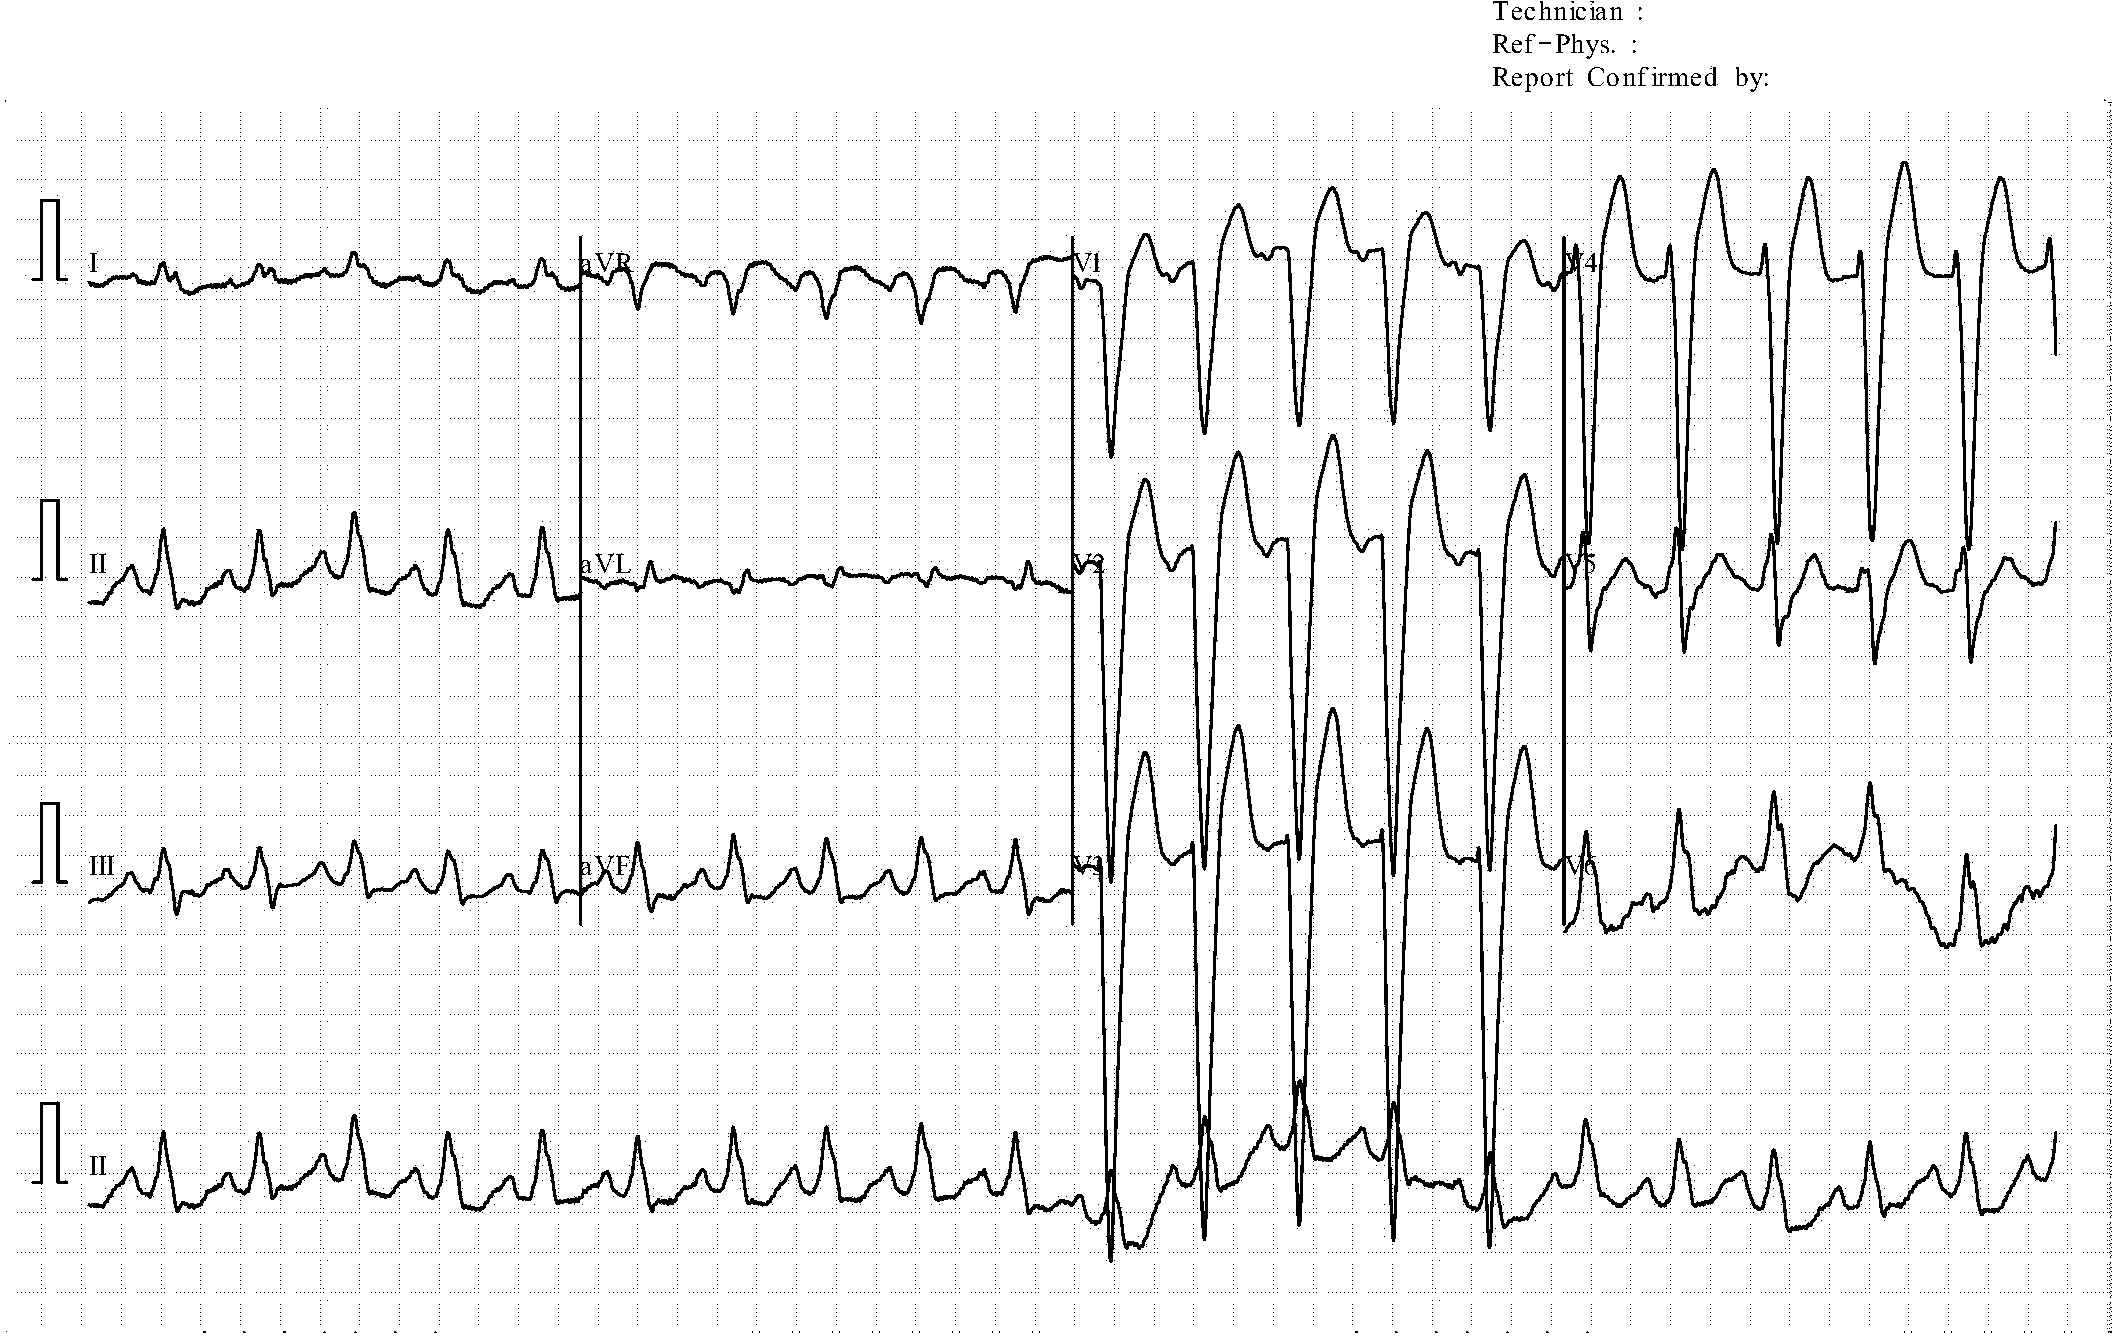 Technician :
Ref-Phys. :
Report Confirmed by:
I
aVR
V1
V4
II
aVL
V2
V5
III
aVF
V3
V6
II